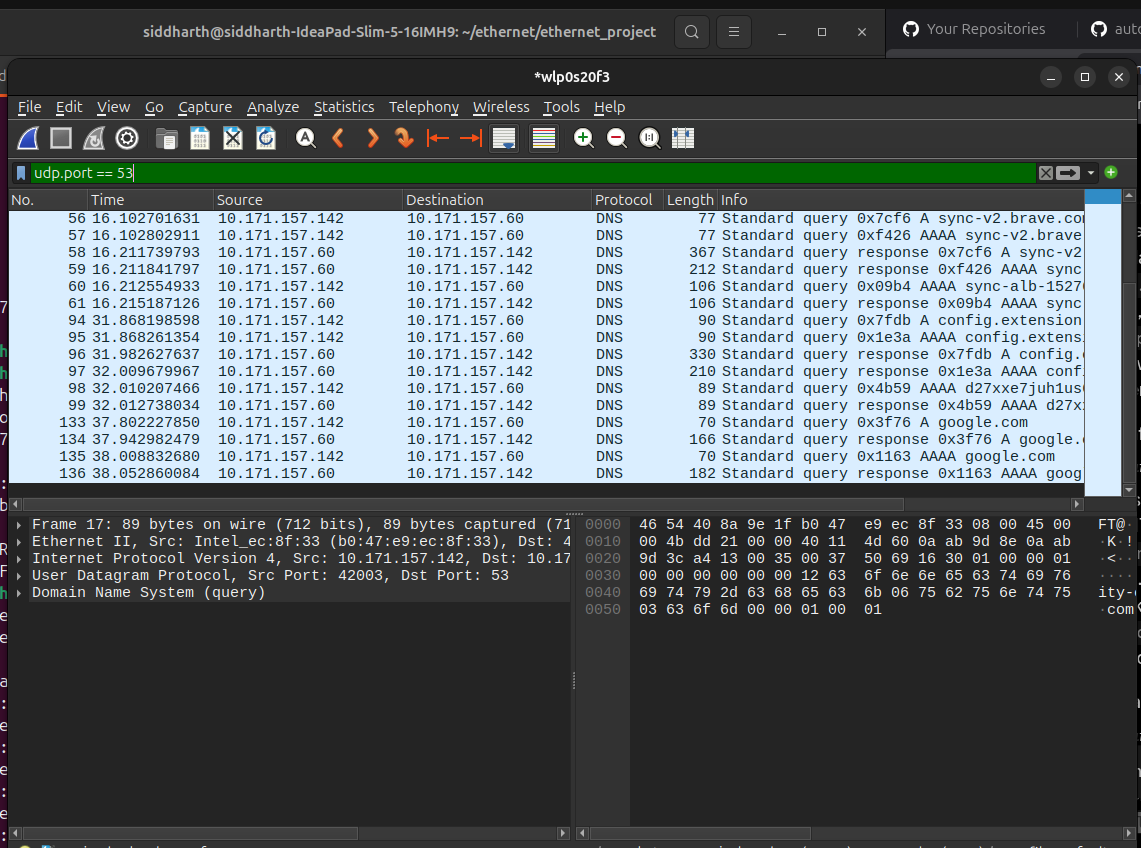 siddharth@siddharth-IdeaPad-Slim-5-16IMH9: ~/ethernet/ethernet_project
Your Repositories
*wlp0s20f3
File Edit View Go Capture Analyze Statistics Telephony Wireless Tools Help
udp.port == 53
No. Time Source Destination Protocol Length Info
56 16.102701631 10.171.157.142 10.171.157.60 DNS 77 Standard query 0x7cf6 A sync-v2.brave.con
57 16.102802911 10.171.157.142 10.171.157.60 DNS 77 Standard query 0xf426 AAAA sync-v2.brave
58 16.211739793 10.171.157.60 10.171.157.142 DNS 367 Standard query response 0x7cf6 A sync-v2
59 16.211841797 10.171.157.60 10.171.157.142 DNS 212 Standard query response 0xf426 AAAA sync
60 16.212554933 10.171.157.142 10.171.157.60 DNS 106 Standard query 0x09b4 AAAA sync-alb-1527
61 16.215187126 10.171.157.60 10.171.157.142 DNS 106 Standard query response 0x09b4 AAAA sync
94 31.868198598 10.171.157.142 10.171.157.60 DNS 90 Standard query 0x7fdb A config.extension
95 31.868261354 10.171.157.142 10.171.157.60 DNS 90 Standard query 0x1e3a AAAA config.extens
96 31.982627637 10.171.157.60 10.171.157.142 DNS 330 Standard query response 0x7fdb A config.
97 32.009679967 10.171.157.60 10.171.157.142 DNS 210 Standard query response 0x1e3a AAAA conf
98 32.010207466 10.171.157.142 10.171.157.60 DNS 89 Standard query 0x4b59 AAAA d27xxe7juh1us
99 32.012738034 10.171.157.60 10.171.157.142 DNS 89 Standard query response 0x4b59 AAAA d27x
133 37.802227850 10.171.157.142 10.171.157.60 DNS 70 Standard query 0x3f76 A google.com
134 37.942982479 10.171.157.60 10.171.157.142 DNS 166 Standard query response 0x3f76 A google.
135 38.008832680 10.171.157.142 10.171.157.60 DNS 70 Standard query 0x1163 AAAA google.com
136 38.052860084 10.171.157.60 10.171.157.142 DNS 182 Standard query response 0x1163 AAAA goog
Frame 17: 89 bytes on wire (712 bits), 89 bytes captured (71
Ethernet II, Src: Intel_ec:8f:33 (b0:47:e9:ec:8f:33), Dst: 4
Internet Protocol Version 4, Src: 10.171.157.142, Dst: 10.17
User Datagram Protocol, Src Port: 42003, Dst Port: 53
Domain Name System (query)
0000 46 54 40 8a 9e 1f b0 47 e9 ec 8f 33 08 00 45 00 FT@·
0010 00 4b dd 21 00 00 40 11 4d 60 0a ab 9d 8e 0a ab ·K·!
0020 9d 3c a4 13 00 35 00 37 50 69 16 30 01 00 00 01 ·<··
0030 00 00 00 00 00 00 12 63 6f 6e 6e 65 63 74 69 76 ····
0040 69 74 79 2d 63 68 65 63 6b 06 75 62 75 6e 74 75 ity-
0050 03 63 6f 6d 00 00 01 00 01 ·com